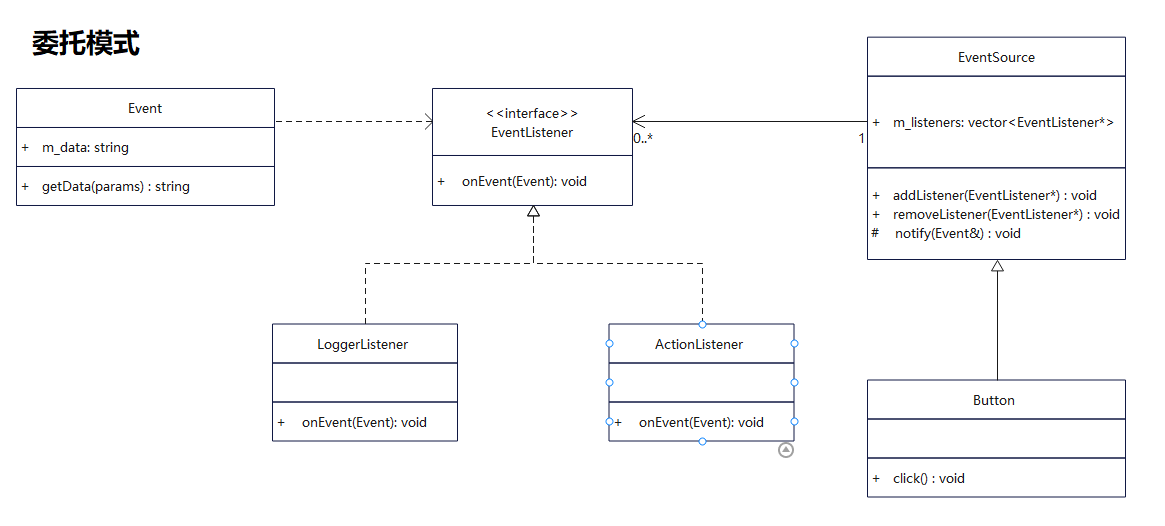 委托模式
Event
+ m_data: string
+ getData(params) : string
<<interface>>
EventListener
+ onEvent(Event): void
0..*
1
EventSource
+ m_listeners: vector<EventListener*>
+ addListener(EventListener*) : void
+ removeListener(EventListener*) : void
# notify(Event&) : void
LoggerListener
+ onEvent(Event): void
ActionListener
+ onEvent(Event): void
Button
+ click() : void